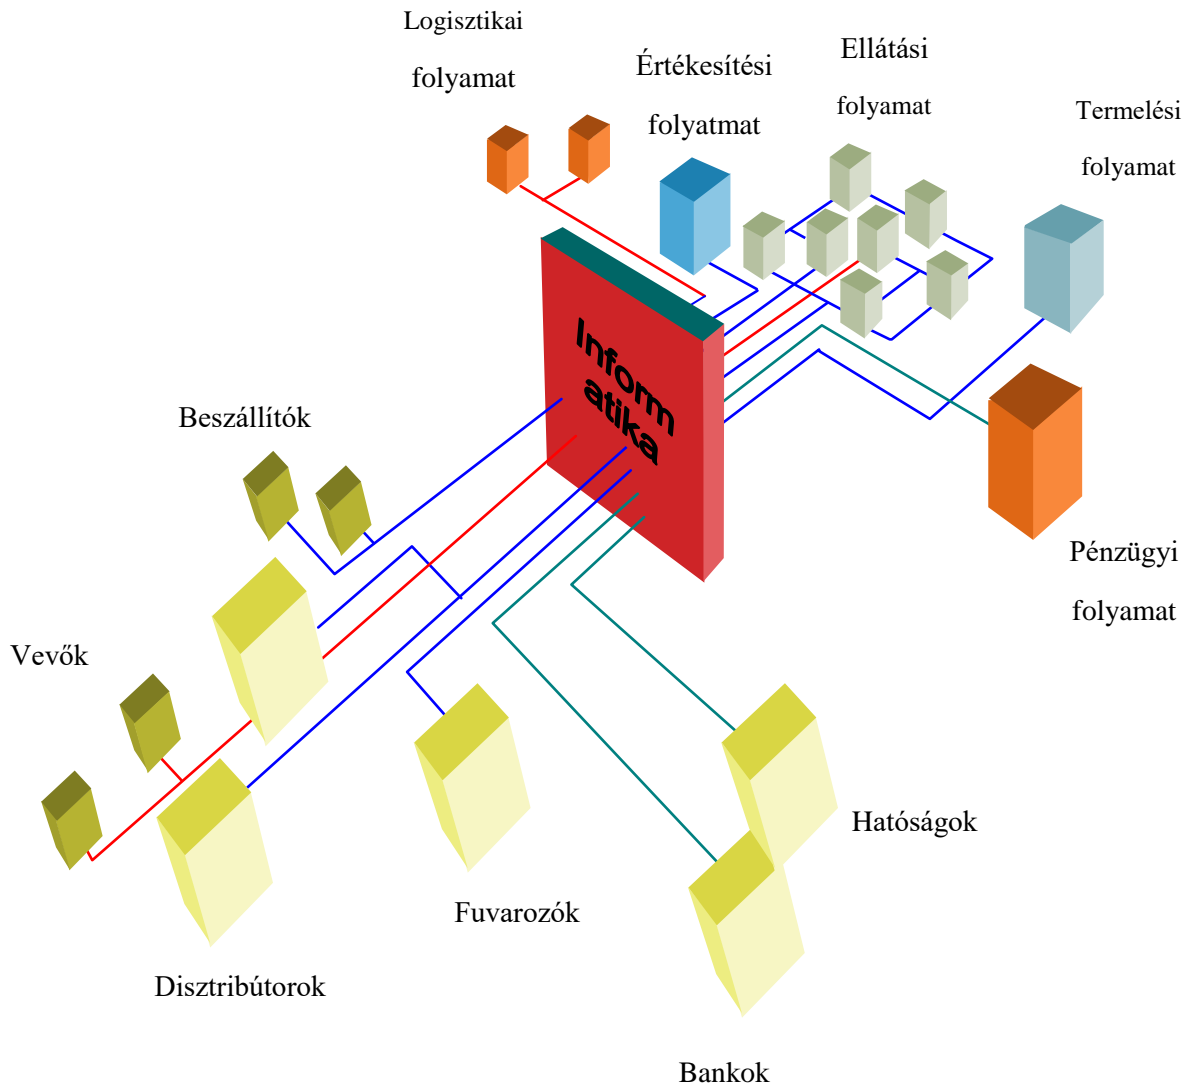 Logisztikai
folyamat
Értékesítési
folyatmat
Ellátási
folyamat
Termelési
folyamat
Inform
atika
Beszállítók
Pénzügyi
folyamat
Vevők
Hatóságok
Fuvarozók
Disztribútorok
Bankok